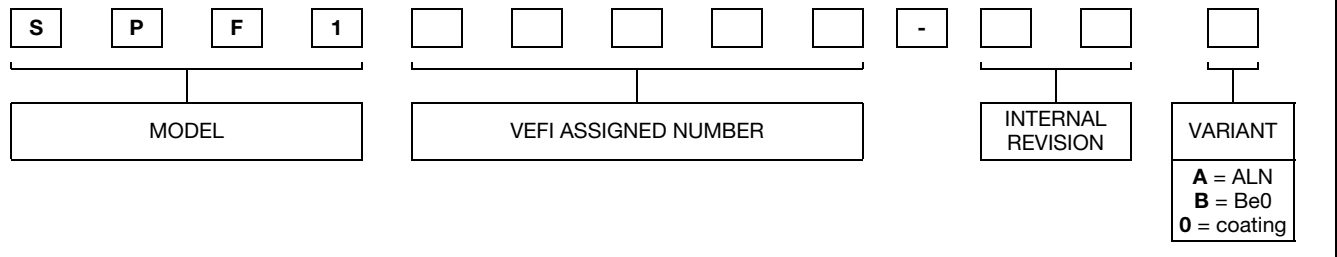 S P F 1 -
MODEL
VEFI ASSIGNED NUMBER
INTERNAL
REVISION
VARIANT
A = ALN
B = Be0
0 = coating